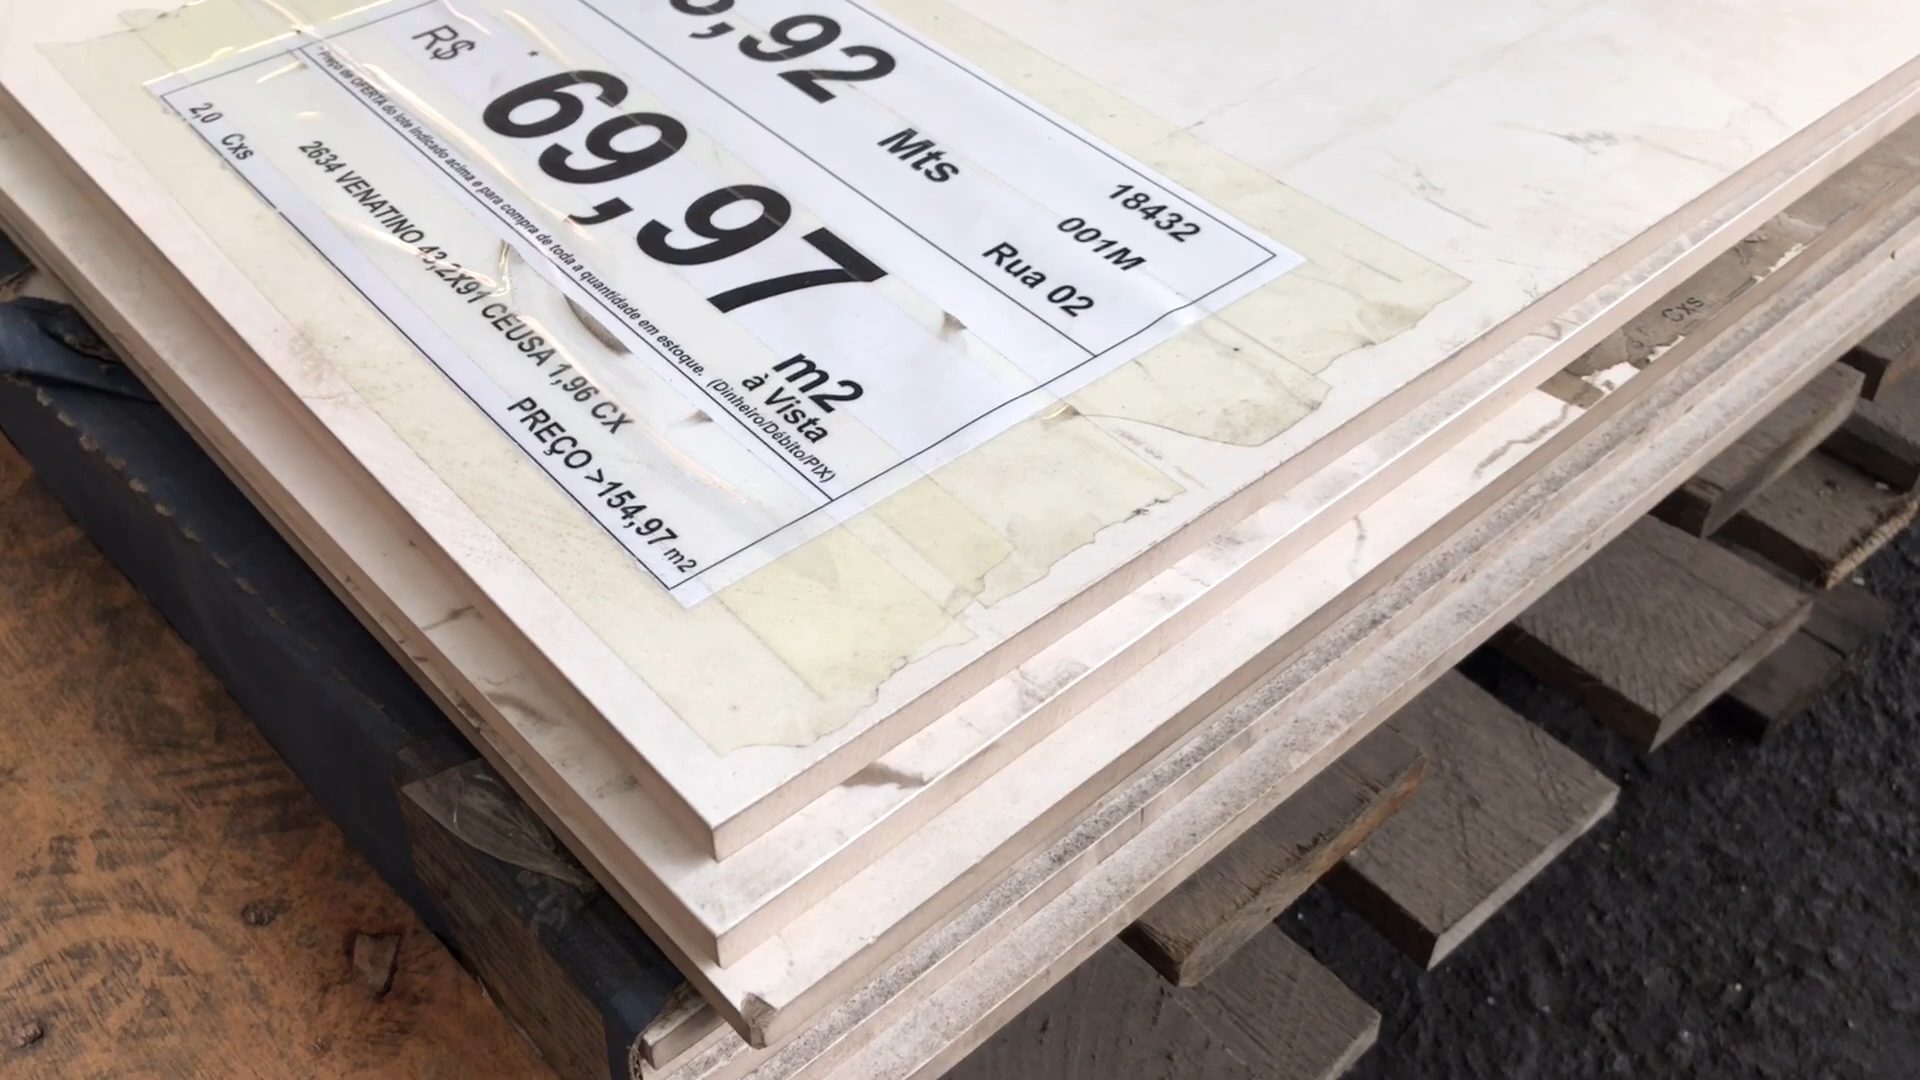 ,92 Mts
18432
001M
Rua 02
R$ * 69,97 m2
à Vista
(Dinheiro/Débito/PIX)
*Preço de OFERTA do lote indicado acima e para compra de toda a quantidade em estoque.
2,0 Cxs
2634 VENATINO 43,2X91 CEUSA 1,96 CX
PREÇO >154,97 m2
Cxs